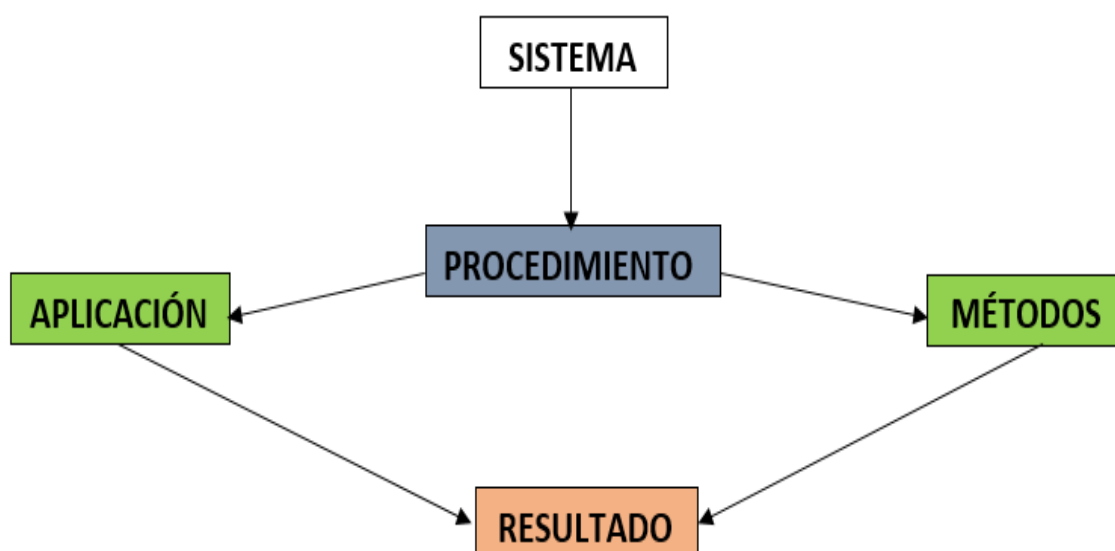 SISTEMA
PROCEDIMIENTO
APLICACIÓN
MÉTODOS
RESULTADO